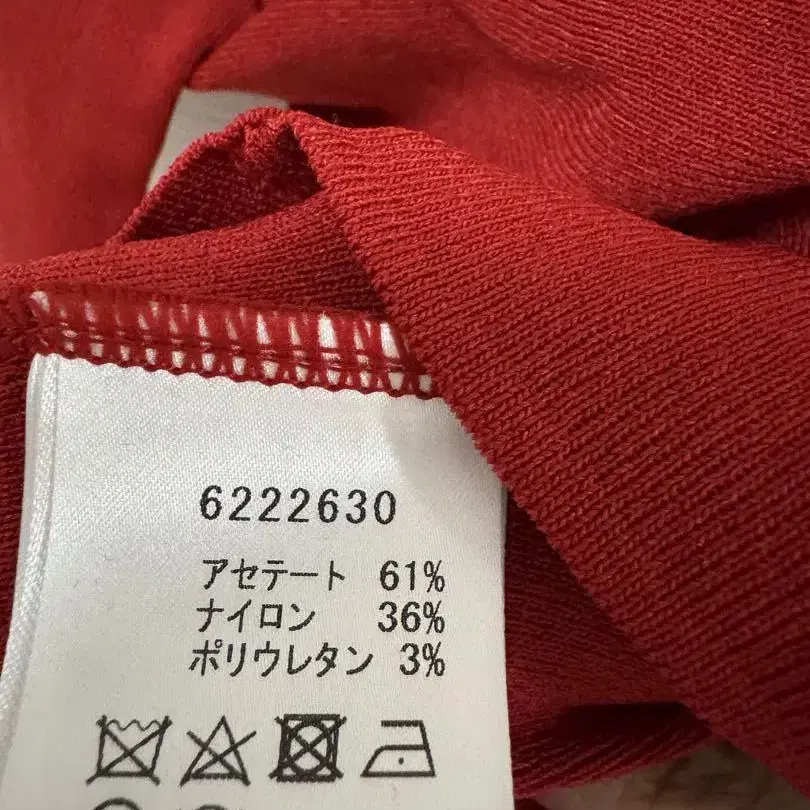 6222630
アセテート 61%
ナイロン 36%
ポリウレタン 3%